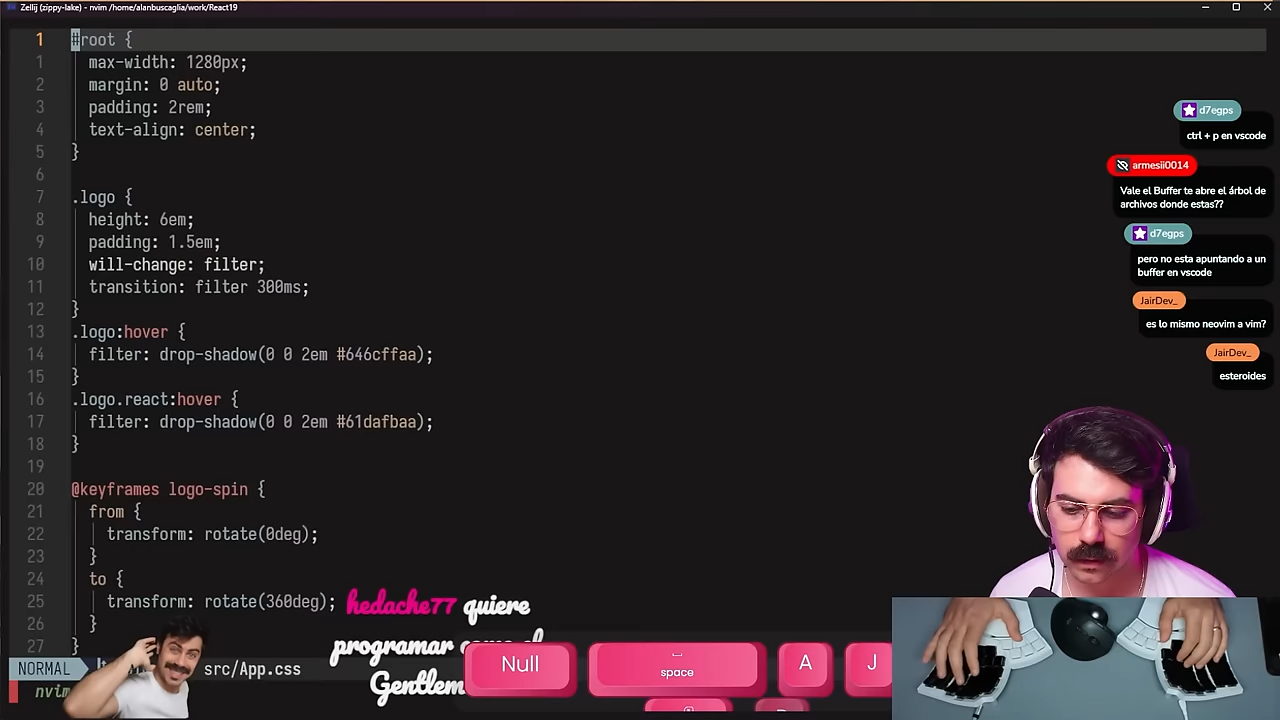 Zellij (zippy-lake) - nvim /home/alanbuscaglia/work/React19
1 #root {
1 max-width: 1280px;
2 margin: 0 auto;
3 padding: 2rem;
4 text-align: center;
5 }
6
7 .logo {
8 height: 6em;
9 padding: 1.5em;
10 will-change: filter;
11 transition: filter 300ms;
12 }
13 .logo:hover {
14 filter: drop-shadow(0 0 2em #646cffaa);
15 }
16 .logo.react:hover {
17 filter: drop-shadow(0 0 2em #61dafbaa);
18 }
19
20 @keyframes logo-spin {
21 from {
22 transform: rotate(0deg);
23 }
24 to {
25 transform: rotate(360deg);
26 }
27 }
NORMAL
src/App.css
nvim
d7egps
ctrl + p en vscode
armesii0014
Vale el Buffer te abre el árbol de
archivos donde estas??
d7egps
pero no esta apuntando a un
buffer en vscode
JairDev_
es lo mismo neovim a vim?
JairDev_
esteroides
hedache77 quiere
programar como el
Gentlem
Null
space
A
J